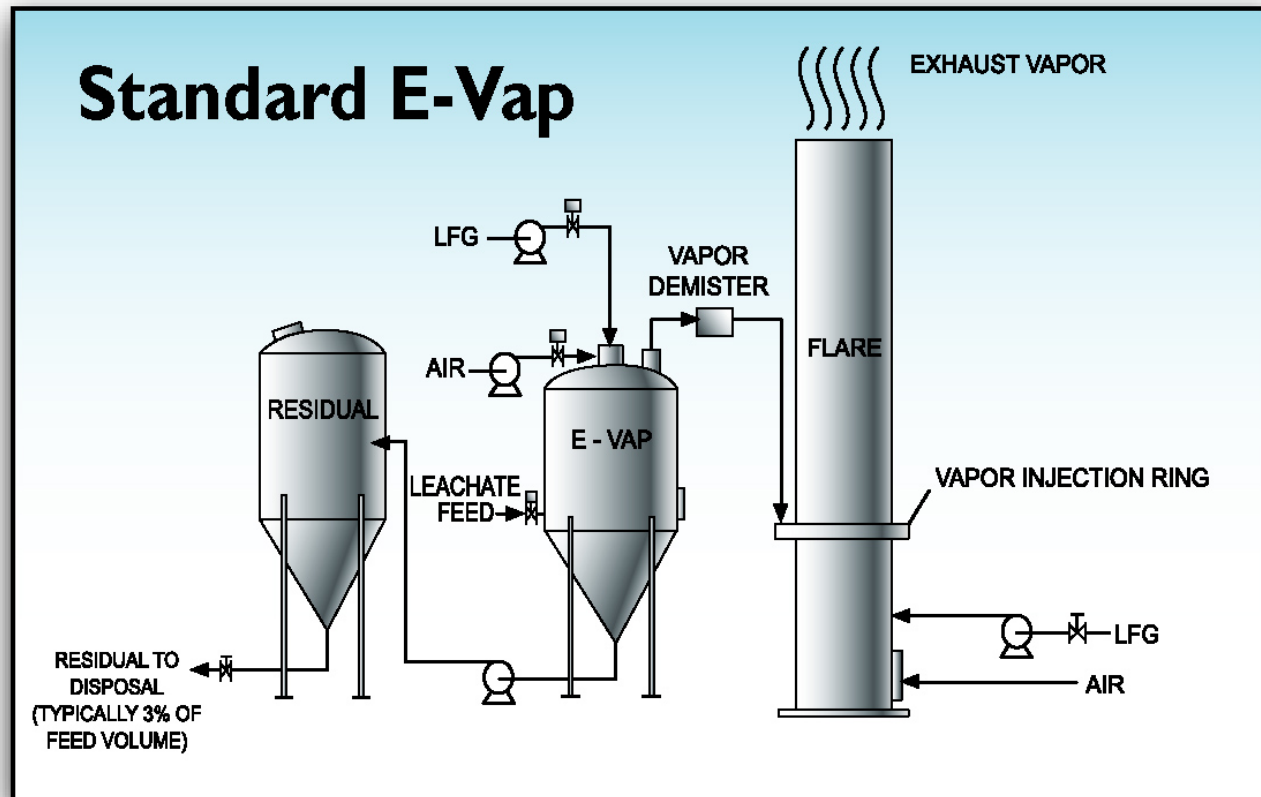 Standard E-Vap
EXHAUST VAPOR
LFG
VAPOR
DEMISTER
AIR
FLARE
RESIDUAL
E - VAP
LEACHATE
FEED
VAPOR INJECTION RING
LFG
AIR
RESIDUAL TO
DISPOSAL
(TYPICALLY 3% OF
FEED VOLUME)